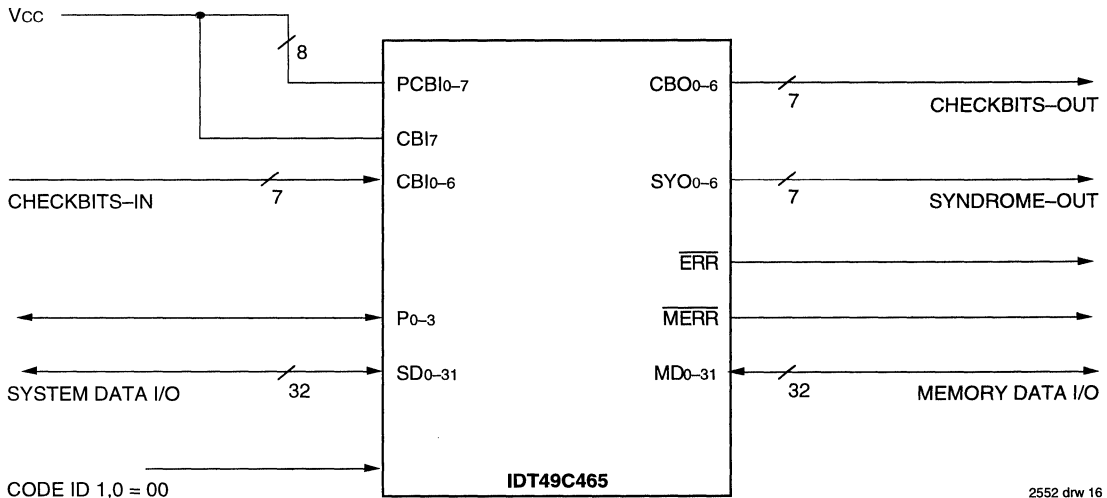 VCC
8
PCBI0–7
CBO0–6
7
CHECKBITS–OUT
CBI7
CBI0–6
7
CHECKBITS–IN
SYO0–6
7
SYNDROME–OUT
ERR
P0–3
MERR
SD0–31
32
SYSTEM DATA I/O
MD0–31
32
MEMORY DATA I/O
CODE ID 1,0 = 00
IDT49C465
2552 drw 16